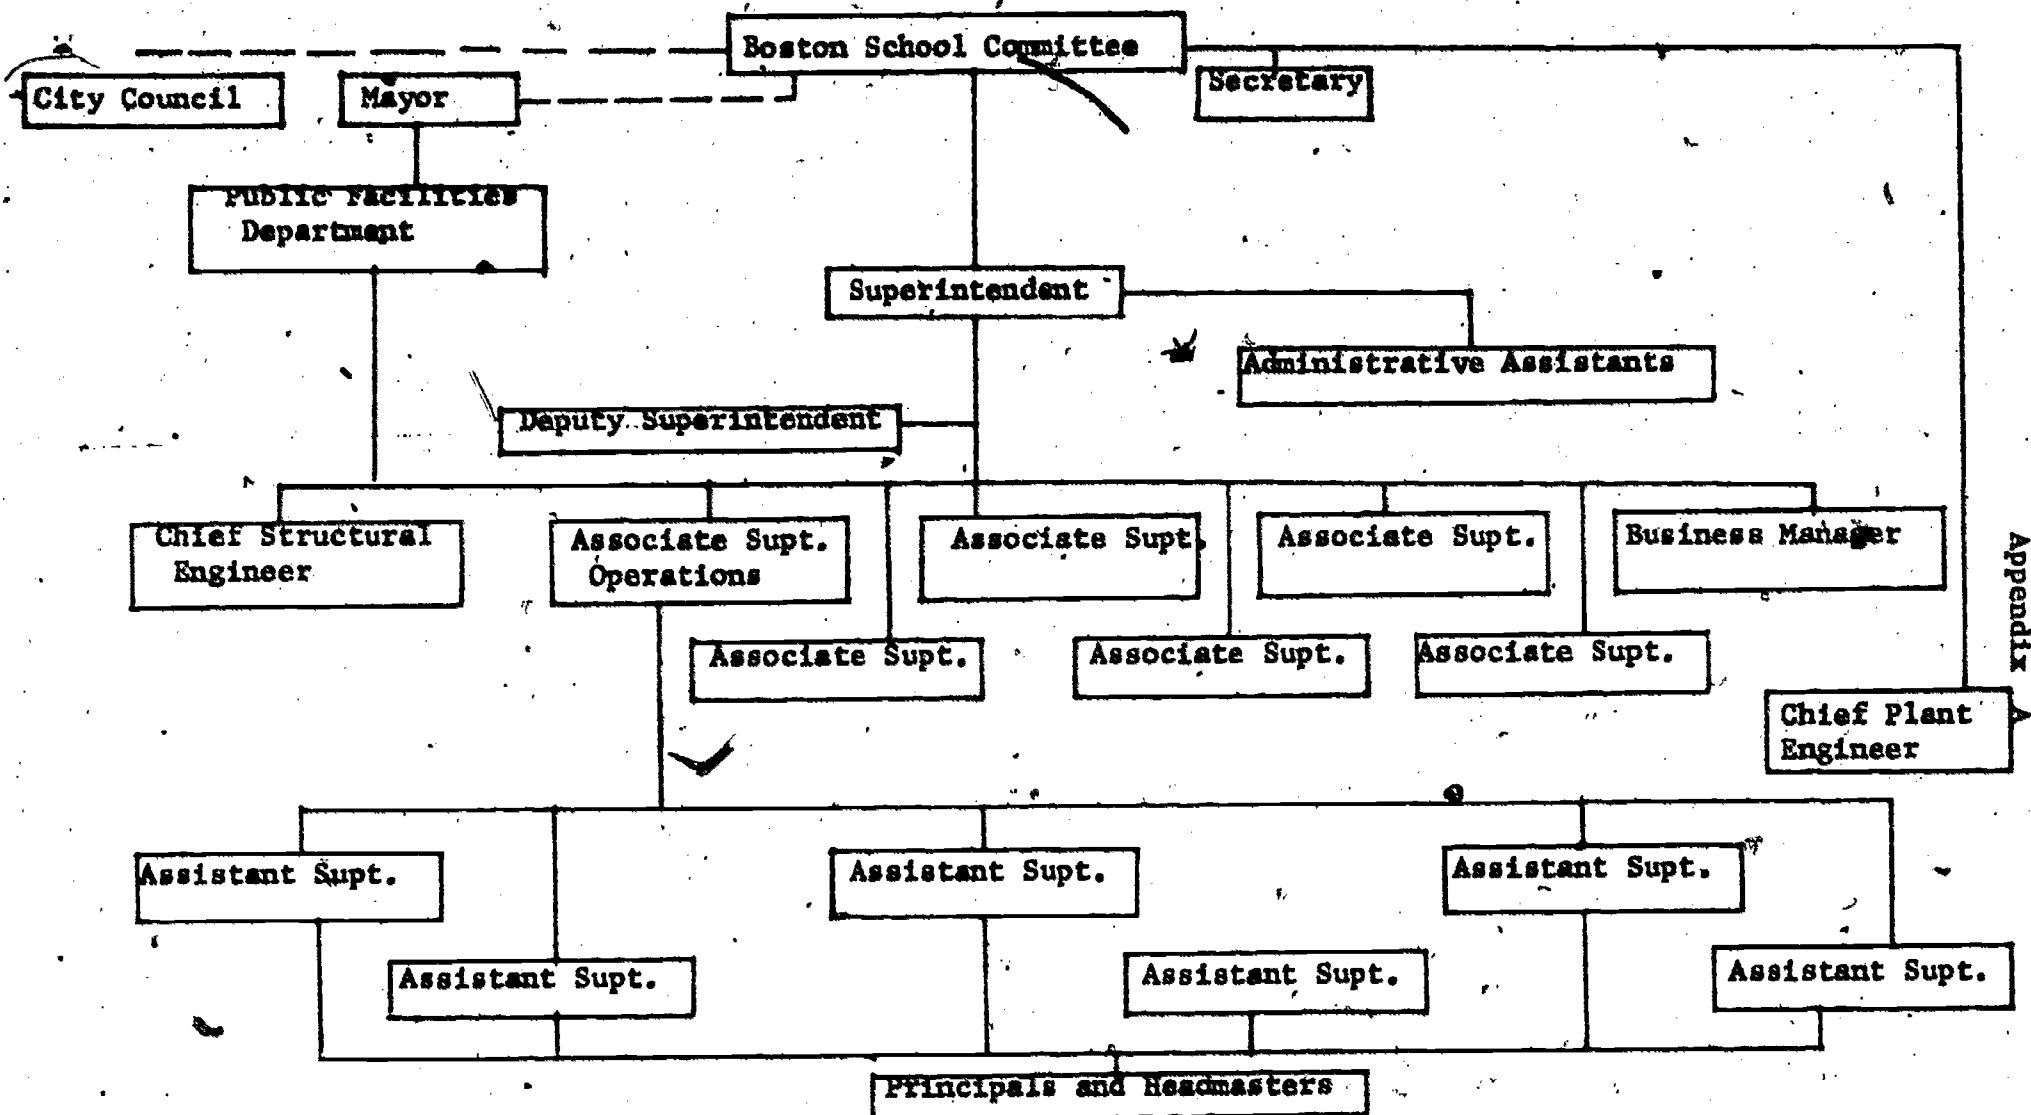 Boston School Committee
Secretary
City Council
Mayor
Public Facilities
Department
Superintendent
Administrative Assistants
Deputy Superintendent
Chief Structural
Engineer
Associate Supt.
Operations
Associate Supt.
Associate Supt.
Business Manager
Associate Supt.
Associate Supt.
Associate Supt.
Chief Plant
Engineer
Appendix A
Assistant Supt.
Assistant Supt.
Assistant Supt.
Assistant Supt.
Assistant Supt.
Assistant Supt.
Principals and Headmasters